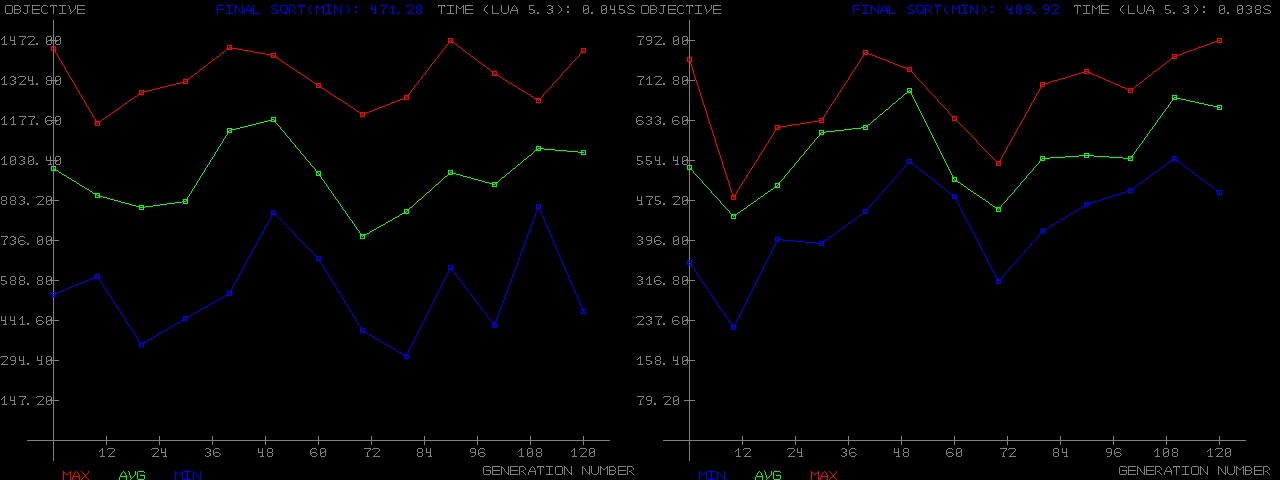 OBJECTIVE FINAL SQRT(MIN): 471.28 TIME (LUA 5.3): 0.045S
1472.00
1324.80
1177.60
1030.40
883.20
736.00
588.80
441.60
294.40
147.20
12 24 36 48 60 72 84 96 108 120
GENERATION NUMBER
MAX AVG MIN
OBJECTIVE FINAL SQRT(MIN): 489.92 TIME (LUA 5.3): 0.038S
792.00
712.80
633.60
554.40
475.20
396.00
316.80
237.60
158.40
79.20
12 24 36 48 60 72 84 96 108 120
GENERATION NUMBER
MIN AVG MAX